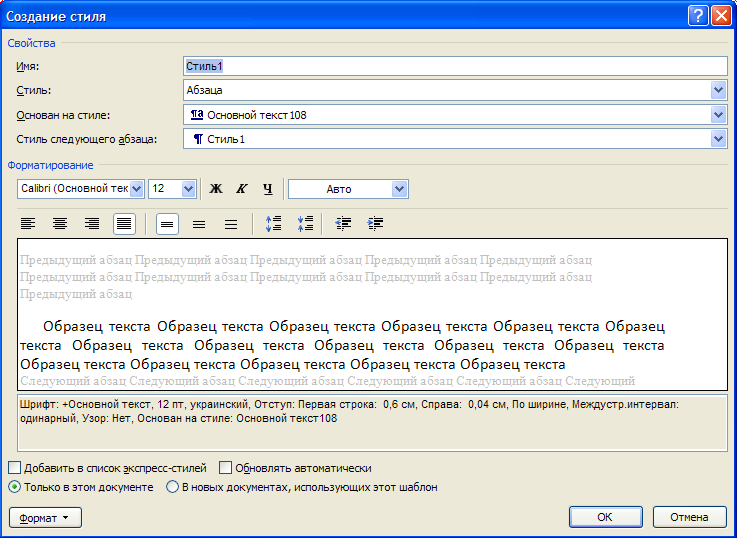 Создание стиля
Свойства
Имя: Стиль1
Стиль: Абзаца
Основан на стиле: ¶a Основной текст108
Стиль следующего абзаца: ¶ Стиль1
Форматирование
Calibri (Основной тек 12 Ж К Ч Авто
Предыдущий абзац Предыдущий абзац Предыдущий абзац Предыдущий абзац Предыдущий абзац
Предыдущий абзац Предыдущий абзац Предыдущий абзац Предыдущий абзац Предыдущий абзац
Предыдущий абзац
Образец текста Образец текста Образец текста Образец текста Образец текста Образец
текста Образец текста Образец текста Образец текста Образец текста Образец текста
Образец текста Образец текста Образец текста Образец текста Образец текста
Следующий абзац Следующий абзац Следующий абзац Следующий абзац Следующий абзац Следующий
Шрифт: +Основной текст, 12 пт, украинский, Отступ: Первая строка: 0,6 см, Справа: 0,04 см, По ширине, Междустр.интервал:
одинарный, Узор: Нет, Основан на стиле: Основной текст108
Добавить в список экспресс-стилей Обновлять автоматически
Только в этом документе В новых документах, использующих этот шаблон
Формат ОК Отмена